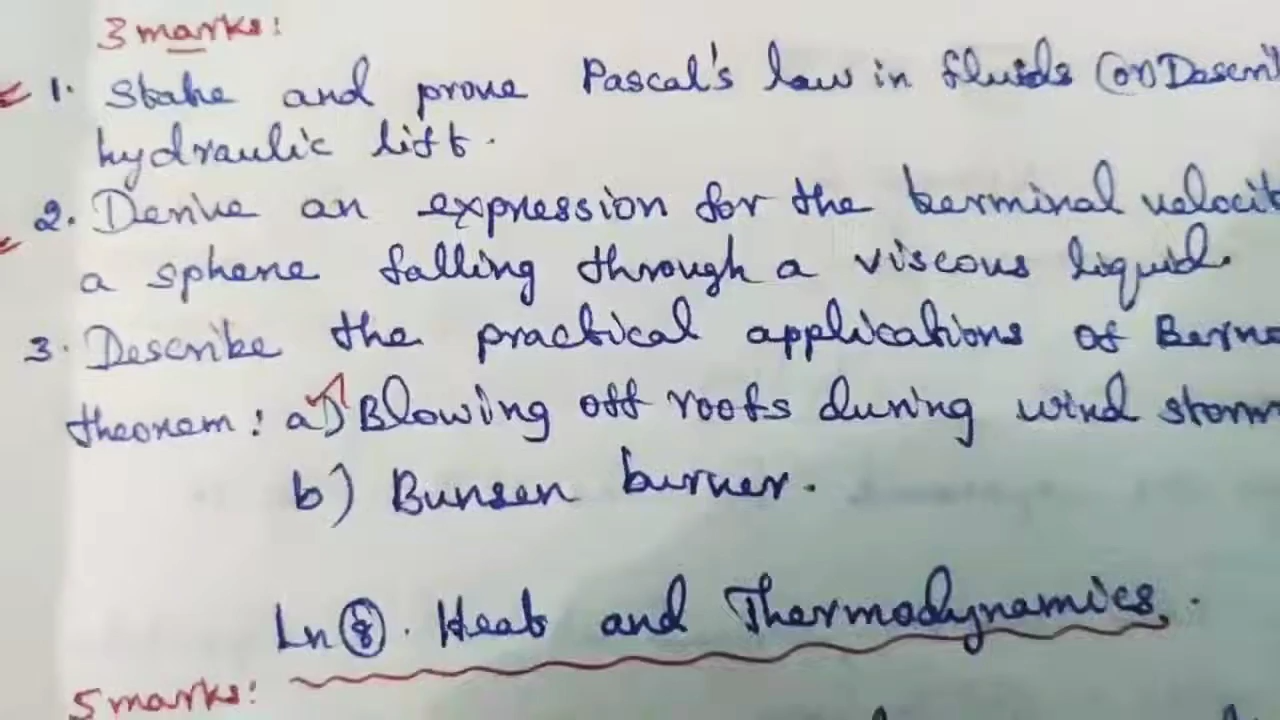 3 marks:
1. State and prove Pascal's law in fluids (or) Descri
hydraulic lift.
2. Derive an expression for the terminal velocit
a sphere falling through a viscous liquid.
3. Describe the practical applications of Berno
theorem: a) Blowing off roofs during wind storm
b) Bunsen burner.
Ln 8. Heat and Thermodynamics.
5 marks: